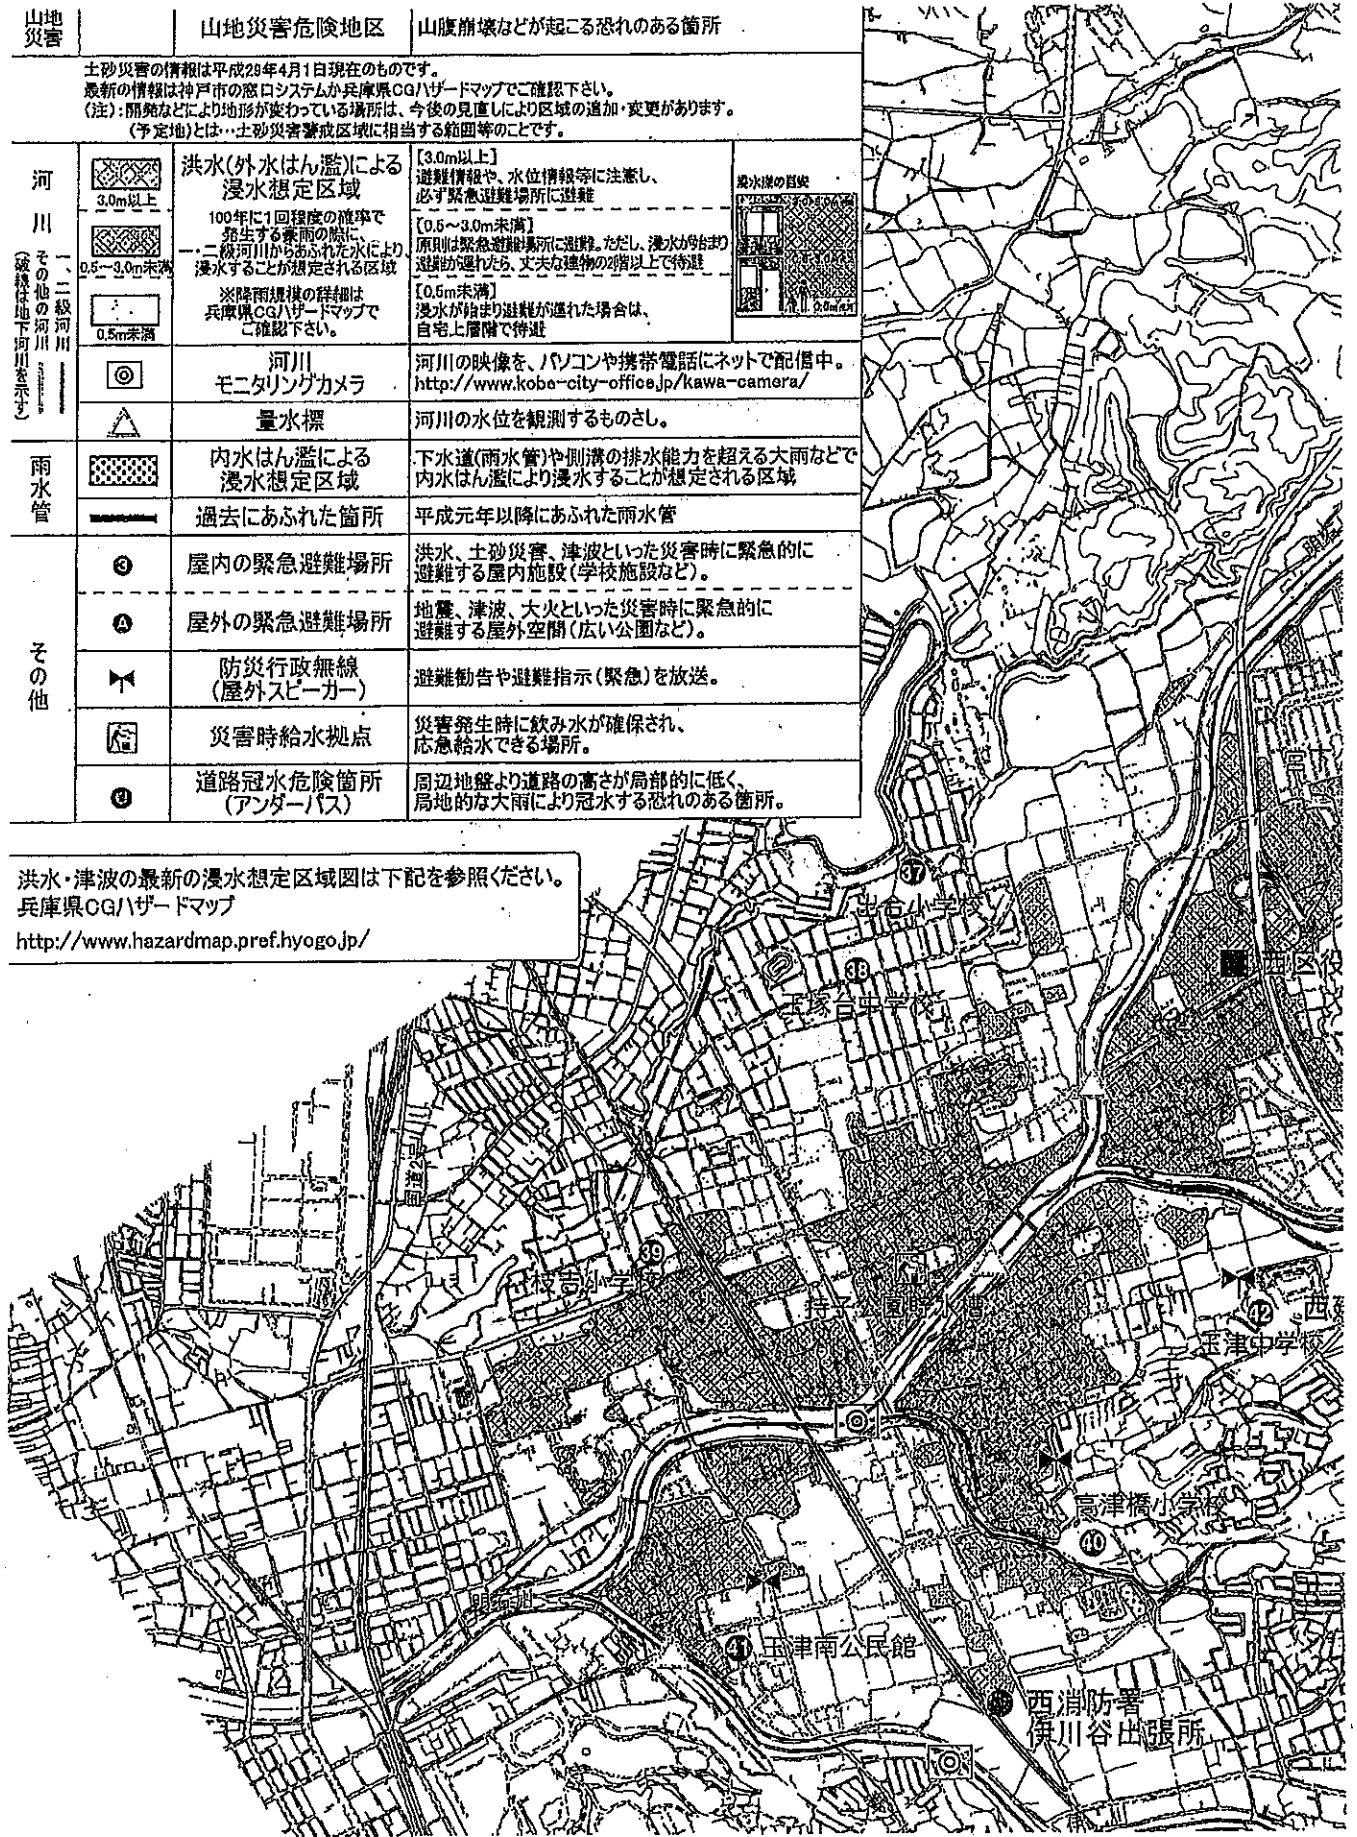 山地
災害
山地災害危険地区
山腹崩壊などが起こる恐れのある箇所
土砂災害の情報は平成29年4月1日現在のものです。
最新の情報は神戸市の窓口システムか兵庫県CGハザードマップでご確認下さい。
(注):開発などにより地形が変わっている場所は、今後の見直しにより区域の追加・変更があります。
(予定地)とは…土砂災害警戒区域に相当する範囲等のことです。
河川
一、二級河川
その他の河川
(破線は地下河川を示す)
3.0m以上
0.5~3.0m未満
0.5m未満
洪水(外水はん濫)による
浸水想定区域
100年に1回程度の確率で
発生する豪雨の際に、
一・二級河川からあふれた水により
浸水することが想定される区域
※降雨規模の詳細は
兵庫県CGハザードマップで
ご確認下さい。
[3.0m以上]
避難情報や、水位情報等に注意し、
必ず緊急避難場所に避難
[0.5~3.0m未満]
原則は緊急避難場所に避難。ただし、浸水が始まり
避難が遅れたら、丈夫な建物の2階以上で待避
[0.5m未満]
浸水が始まり避難が遅れた場合は、
自宅上層階で待避
浸水深の目安
河川
モニタリングカメラ
河川の映像を、パソコンや携帯電話にネットで配信中。
http://www.kobe-city-office.jp/kawa-camera/
量水標
河川の水位を観測するものさし。
雨水管
内水はん濫による
浸水想定区域
下水道(雨水管)や側溝の排水能力を超える大雨などで
内水はん濫により浸水することが想定される区域
過去にあふれた箇所
平成元年以降にあふれた雨水管
その他
3
屋内の緊急避難場所
洪水、土砂災害、津波といった災害時に緊急的に
避難する屋内施設(学校施設など)。
A
屋外の緊急避難場所
地震、津波、大火といった災害時に緊急的に
避難する屋外空間(広い公園など)。
防災行政無線
(屋外スピーカー)
避難勧告や避難指示(緊急)を放送。
災害時給水拠点
災害発生時に飲み水が確保され、
応急給水できる場所。
道路冠水危険箇所
(アンダーパス)
周辺地盤より道路の高さが局部的に低く、
局地的な大雨により冠水する恐れのある箇所。
洪水・津波の最新の浸水想定区域図は下記を参照ください。
兵庫県CGハザードマップ
http://www.hazardmap.pref.hyogo.jp/
37
出合小学校
38
玉塚台中学校
西区役
国道2号
39
枝吉小学校
持子公園貯水槽
42
西
玉津中学校
高津橋小学校
40
明石川
41
玉津南公民館
西消防署
伊川谷出張所